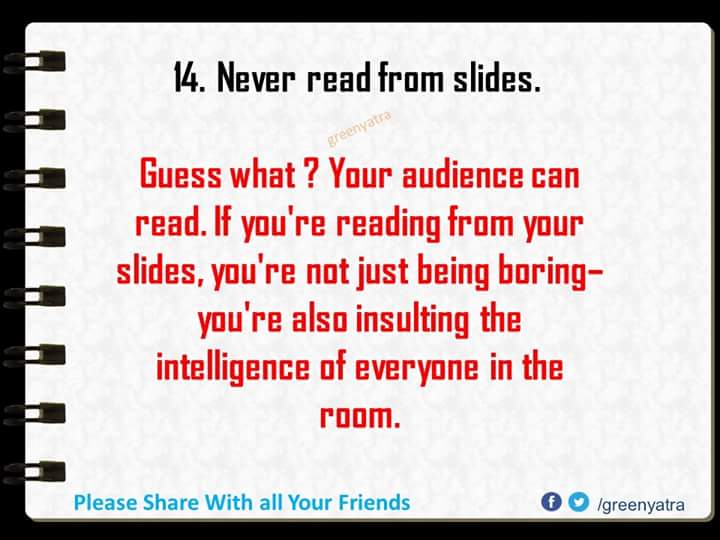 14. Never read from slides.
greenyatra
Guess what ? Your audience can
read. If you're reading from your
slides, you're not just being boring–
you're also insulting the
intelligence of everyone in the
room.
Please Share With all Your Friends
f /greenyatra